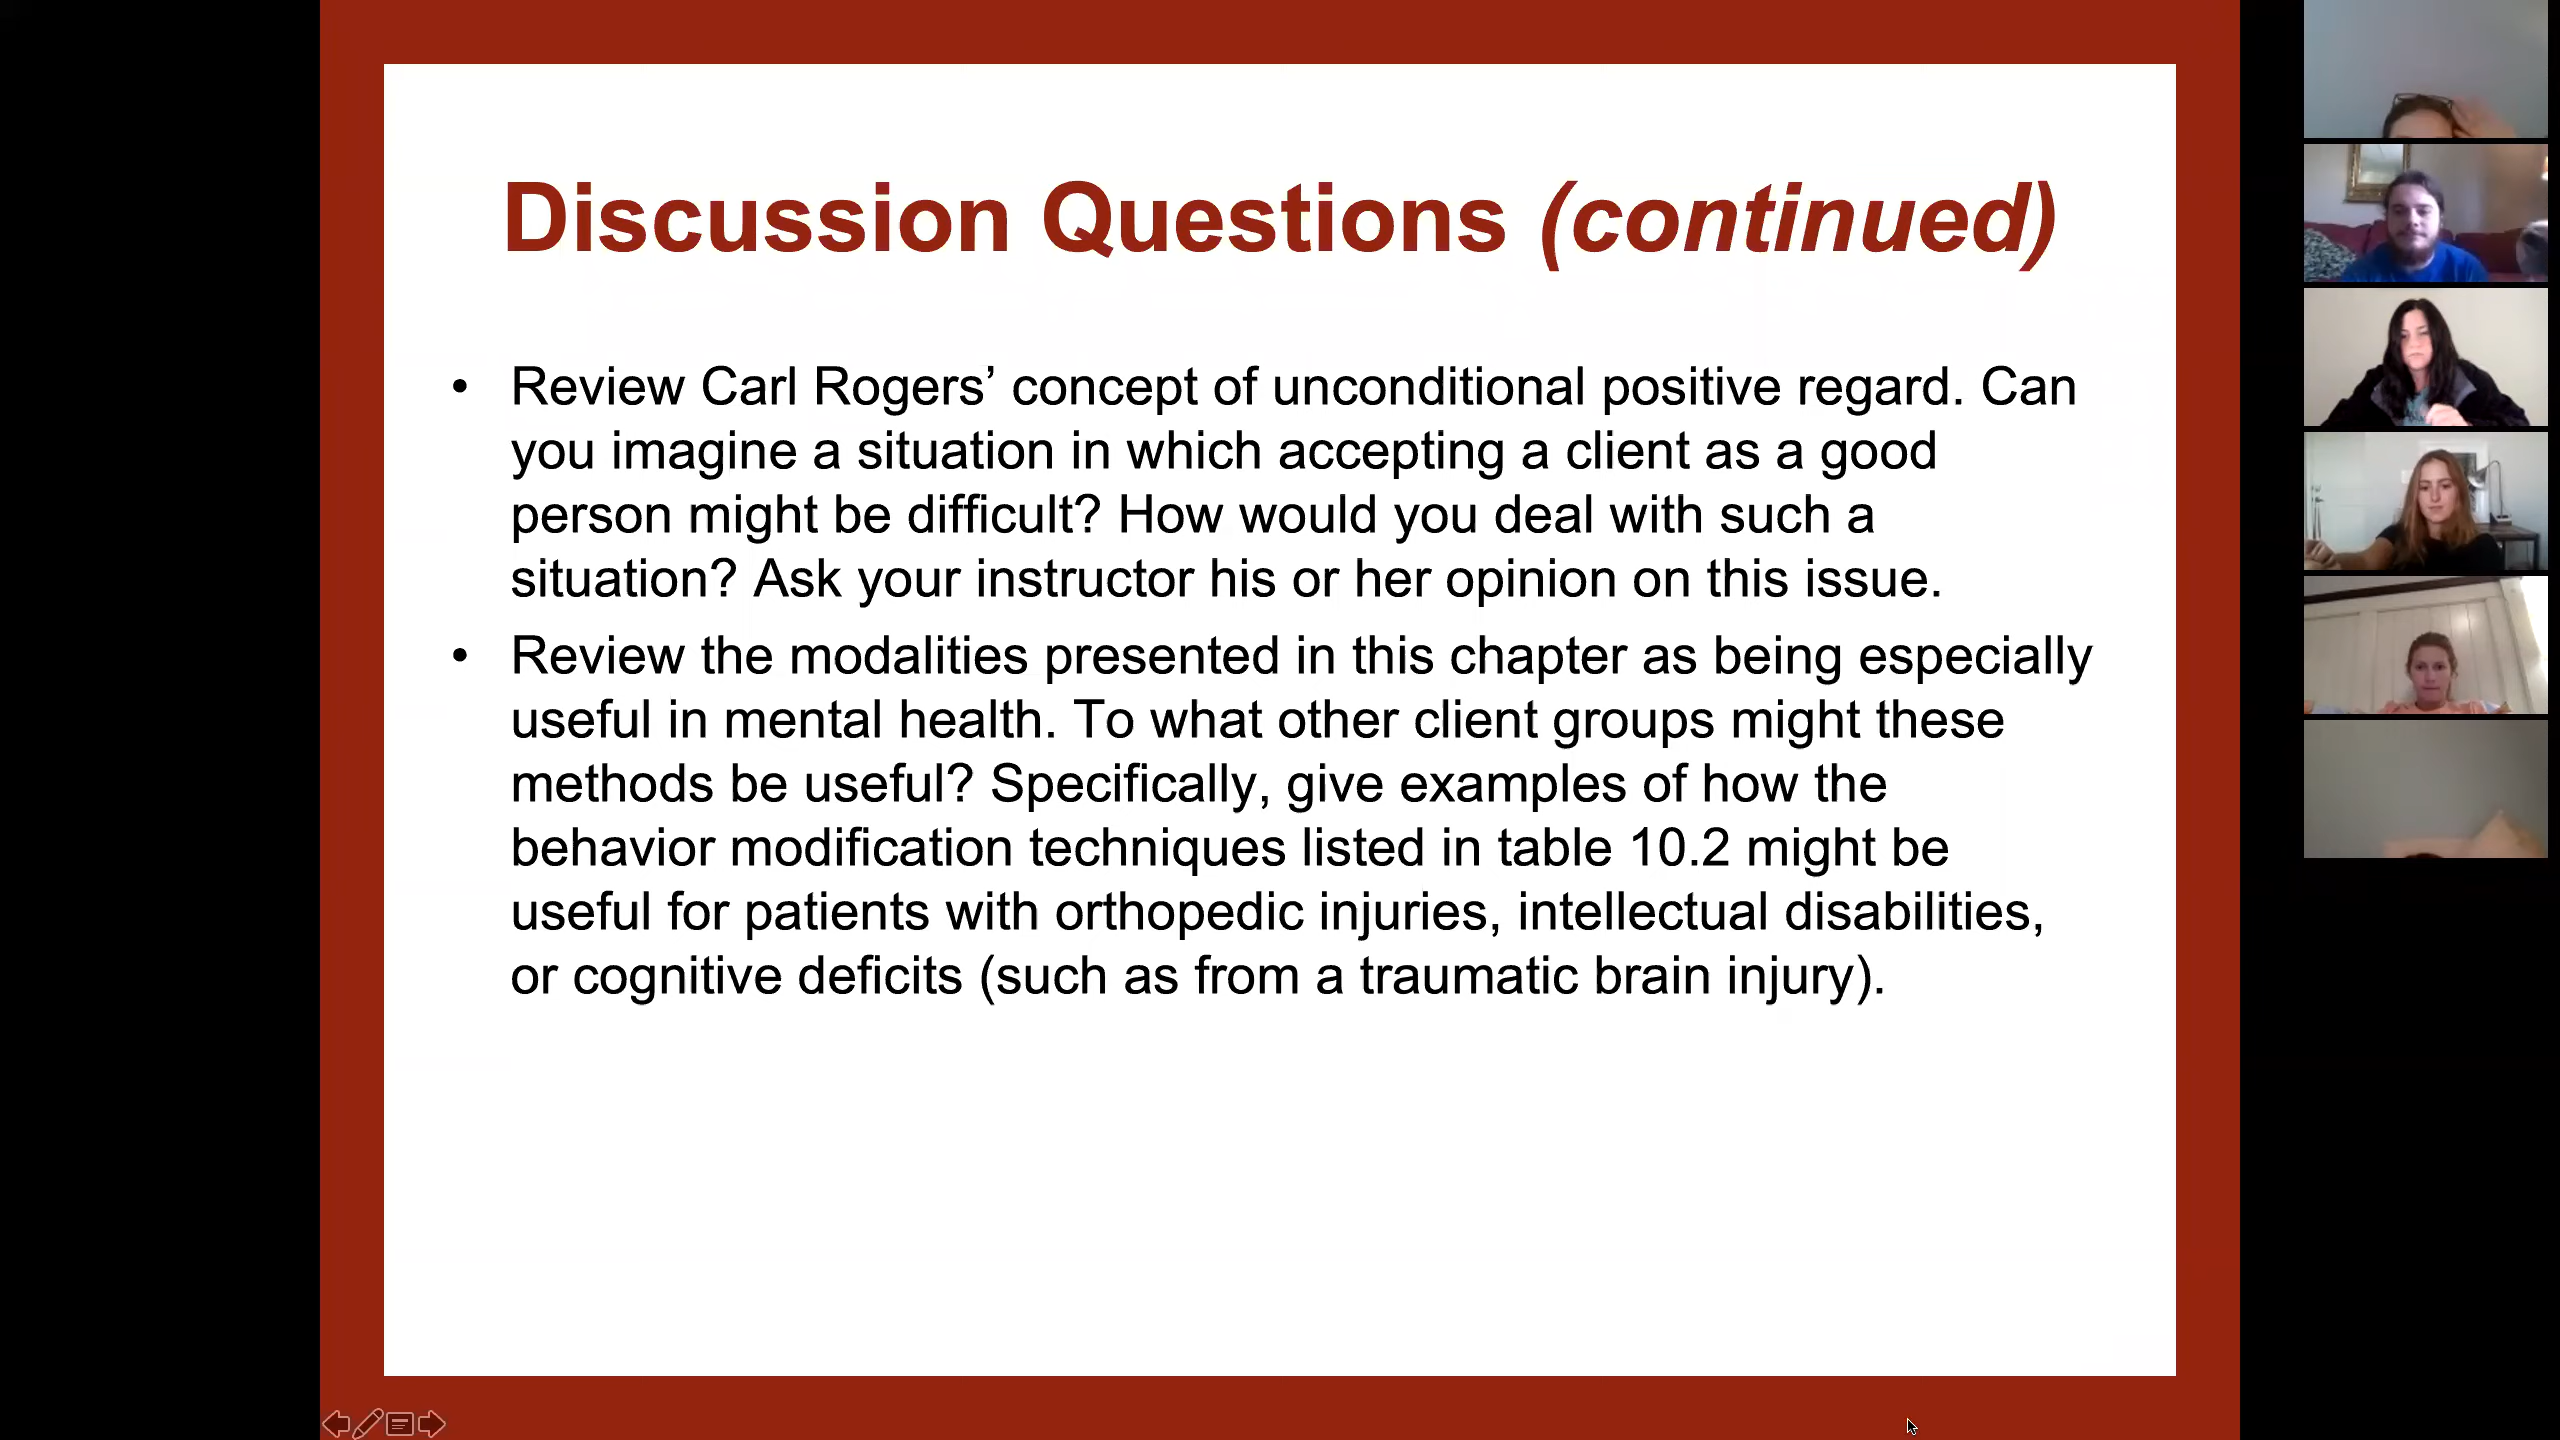 Discussion Questions (continued)
• Review Carl Rogers’ concept of unconditional positive regard. Can
you imagine a situation in which accepting a client as a good
person might be difficult? How would you deal with such a
situation? Ask your instructor his or her opinion on this issue.
• Review the modalities presented in this chapter as being especially
useful in mental health. To what other client groups might these
methods be useful? Specifically, give examples of how the
behavior modification techniques listed in table 10.2 might be
useful for patients with orthopedic injuries, intellectual disabilities,
or cognitive deficits (such as from a traumatic brain injury).